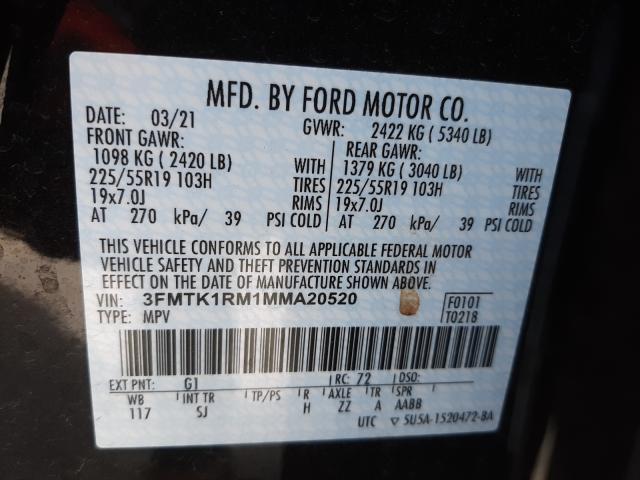 MFD. BY FORD MOTOR CO.
DATE: 03/21 GVWR: 2422 KG ( 5340 LB)
FRONT GAWR: REAR GAWR:
1098 KG ( 2420 LB) WITH 1379 KG ( 3040 LB) WITH
225/55R19 103H TIRES 225/55R19 103H TIRES
19x7.0J RIMS 19x7.0J RIMS
AT 270 kPa/ 39 PSI COLD AT 270 kPa/ 39 PSI COLD
THIS VEHICLE CONFORMS TO ALL APPLICABLE FEDERAL MOTOR
VEHICLE SAFETY AND THEFT PREVENTION STANDARDS IN
EFFECT ON THE DATE OF MANUFACTURE SHOWN ABOVE.
VIN: 3FMTK1RM1MMA20520 F0101
TYPE: MPV T0218
EXT PNT: G1 RC: 72 DSO:
WB INT TR TP/PS R AXLE TR SPR
117 SJ H ZZ A AABB
UTC ▽ 5U5A-1520472-BA